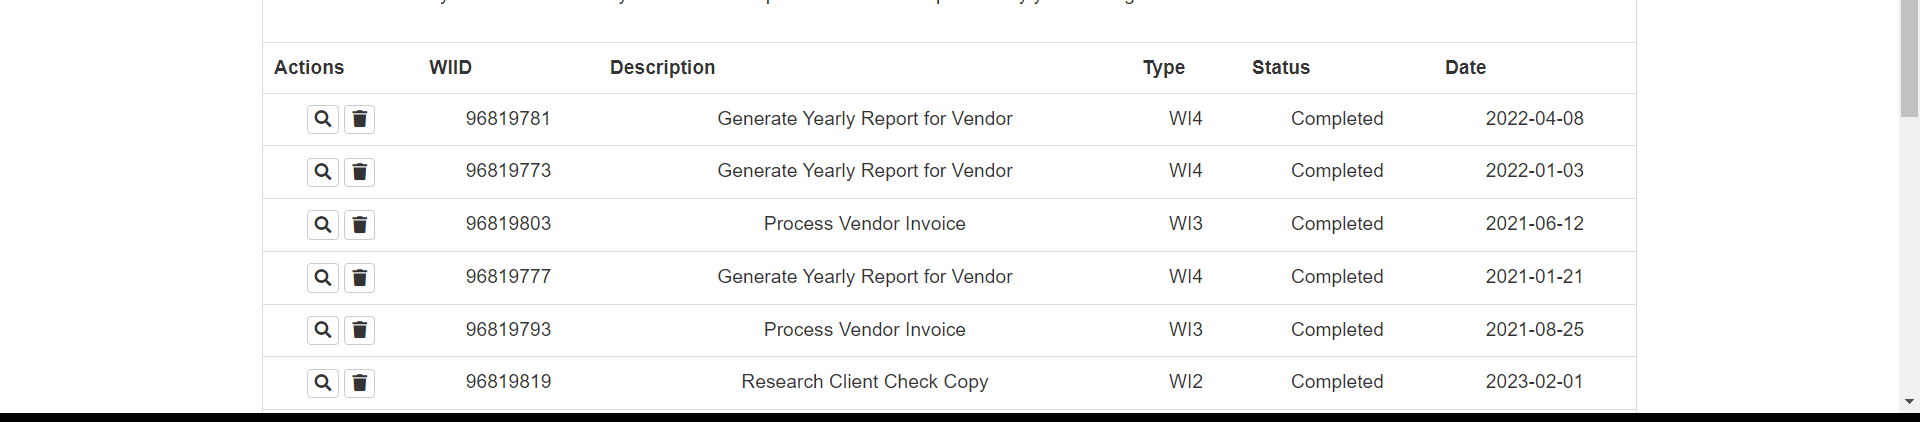 Actions WIID Description Type Status Date
96819781 Generate Yearly Report for Vendor WI4 Completed 2022-04-08
96819773 Generate Yearly Report for Vendor WI4 Completed 2022-01-03
96819803 Process Vendor Invoice WI3 Completed 2021-06-12
96819777 Generate Yearly Report for Vendor WI4 Completed 2021-01-21
96819793 Process Vendor Invoice WI3 Completed 2021-08-25
96819819 Research Client Check Copy WI2 Completed 2023-02-01